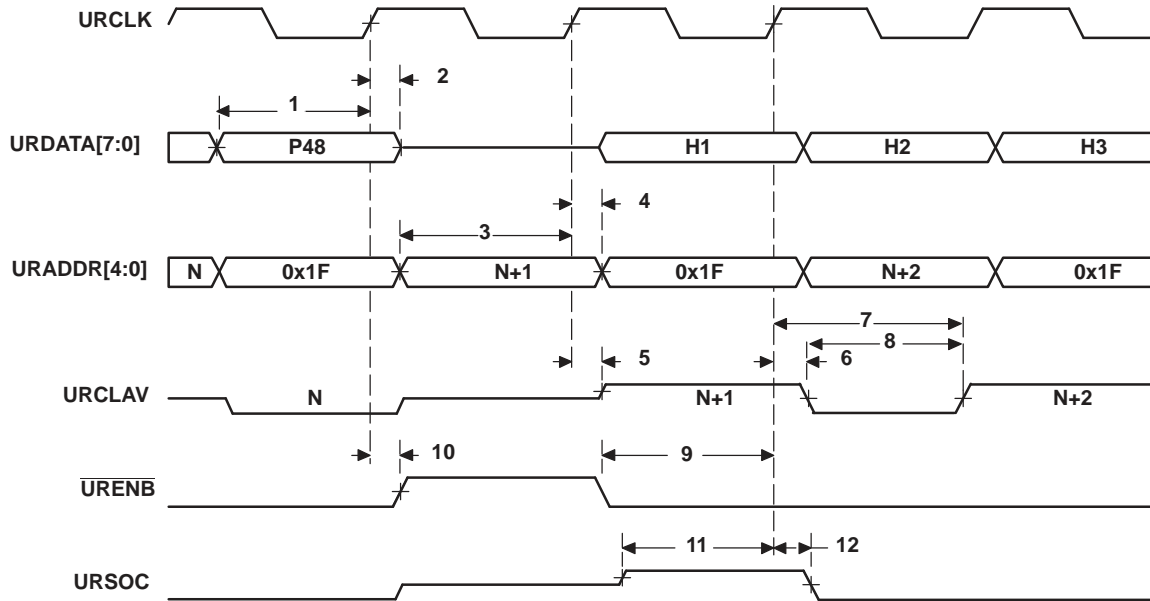 URCLK
2
1
URDATA[7:0] P48 H1 H2 H3
4
3
URADDR[4:0] N 0x1F N+1 0x1F N+2 0x1F
7
8
5 6
URCLAV N N+1 N+2
10 9
URENB
11 12
URSOC